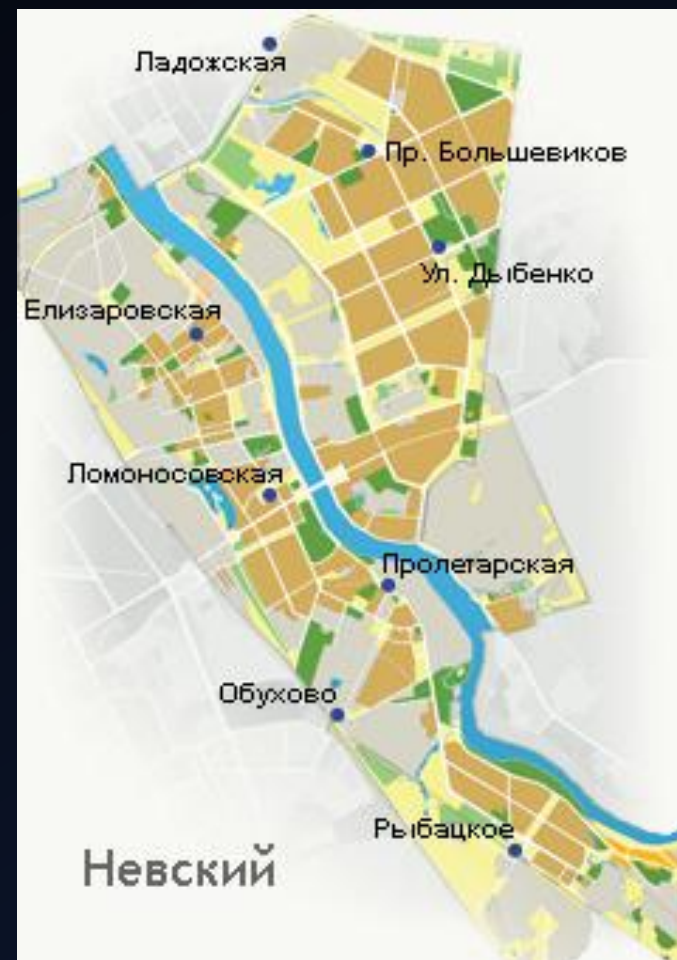 Ладожская
Пр. Большевиков
Ул. Дыбенко
Елизаровская
Ломоносовская
Пролетарская
Обухово
Рыбацкое
Невский